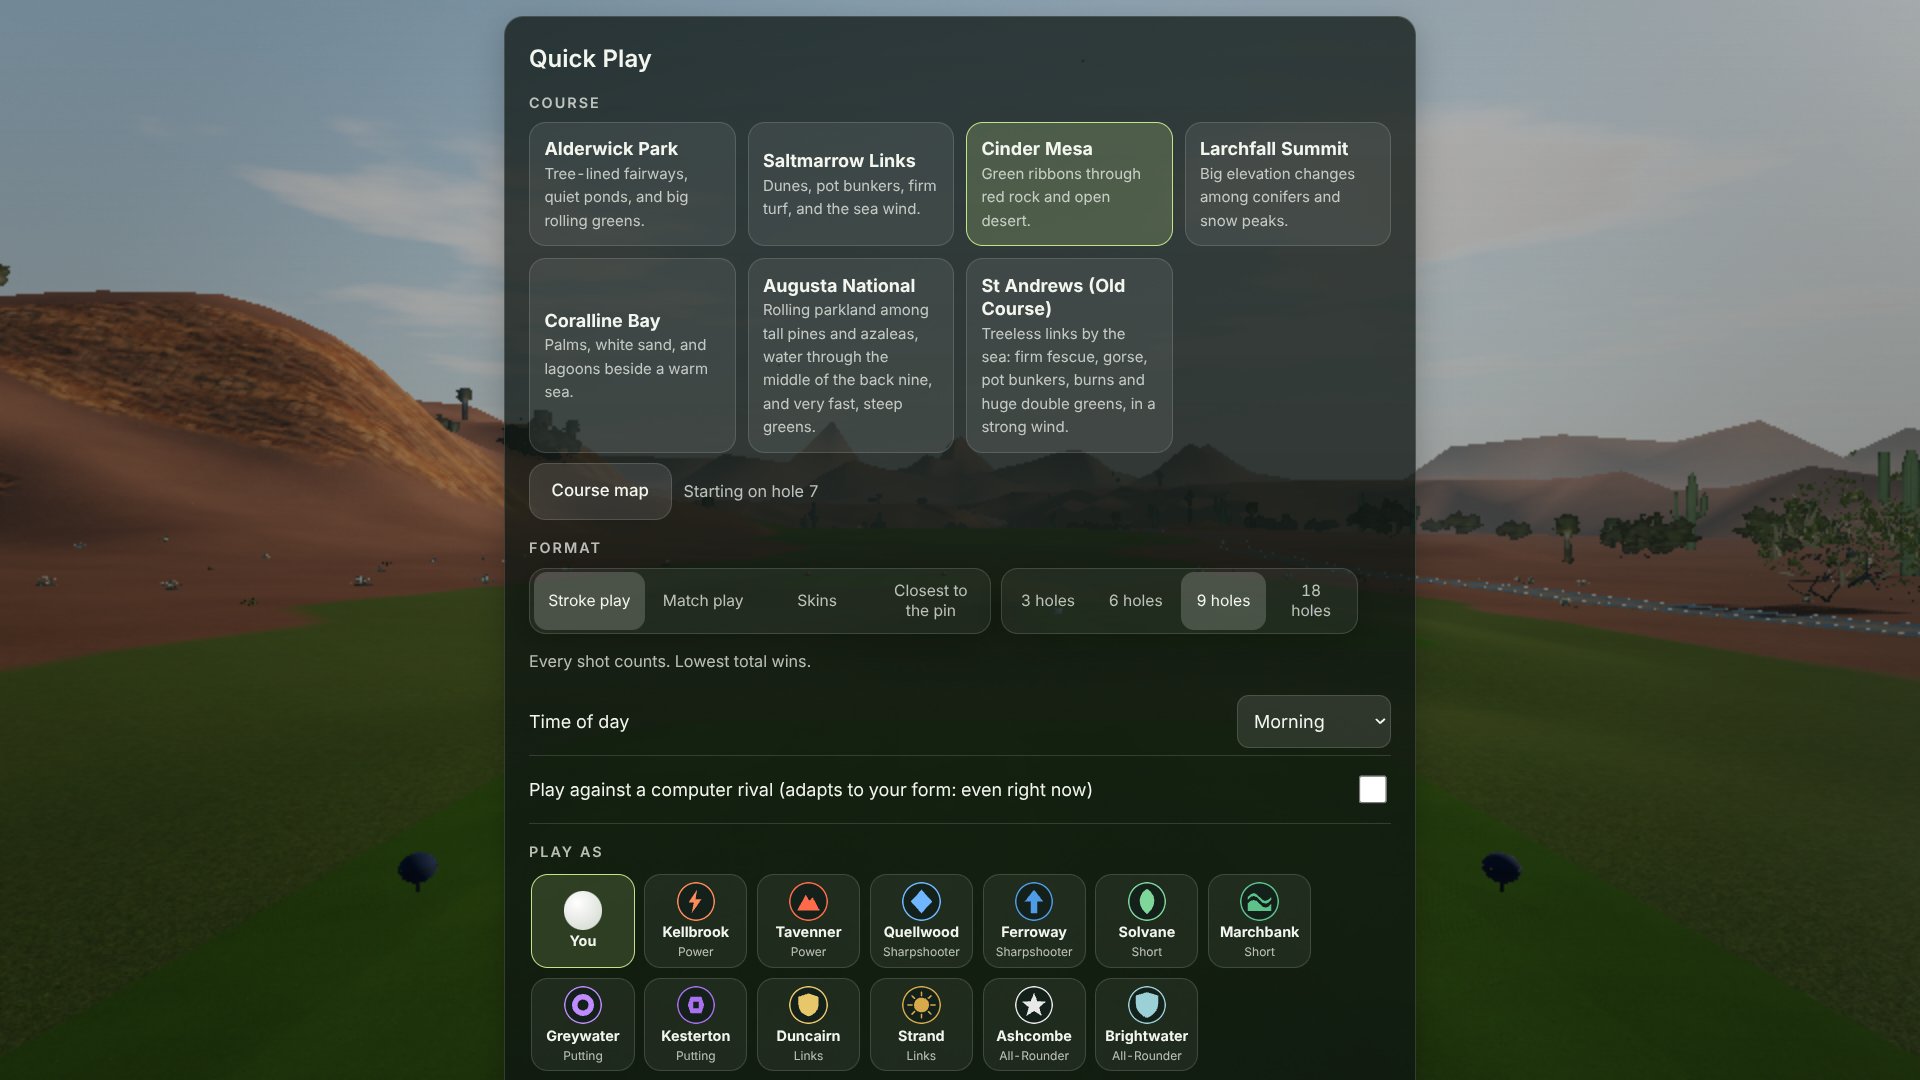 Quick Play
COURSE
Alderwick Park
Tree-lined fairways,
quiet ponds, and big
rolling greens.
Saltmarrow Links
Dunes, pot bunkers, firm
turf, and the sea wind.
Cinder Mesa
Green ribbons through
red rock and open
desert.
Larchfall Summit
Big elevation changes
among conifers and
snow peaks.
Coralline Bay
Palms, white sand, and
lagoons beside a warm
sea.
Augusta National
Rolling parkland among
tall pines and azaleas,
water through the
middle of the back nine,
and very fast, steep
greens.
St Andrews (Old
Course)
Treeless links by the
sea: firm fescue, gorse,
pot bunkers, burns and
huge double greens, in a
strong wind.
Course map
Starting on hole 7
FORMAT
Stroke play
Match play
Skins
Closest to
the pin
3 holes
6 holes
9 holes
18
holes
Every shot counts. Lowest total wins.
Time of day
Morning
Play against a computer rival (adapts to your form: even right now)
PLAY AS
You
Kellbrook
Power
Tavenner
Power
Quellwood
Sharpshooter
Ferroway
Sharpshooter
Solvane
Short
Marchbank
Short
Greywater
Putting
Kesterton
Putting
Duncairn
Links
Strand
Links
Ashcombe
All-Rounder
Brightwater
All-Rounder